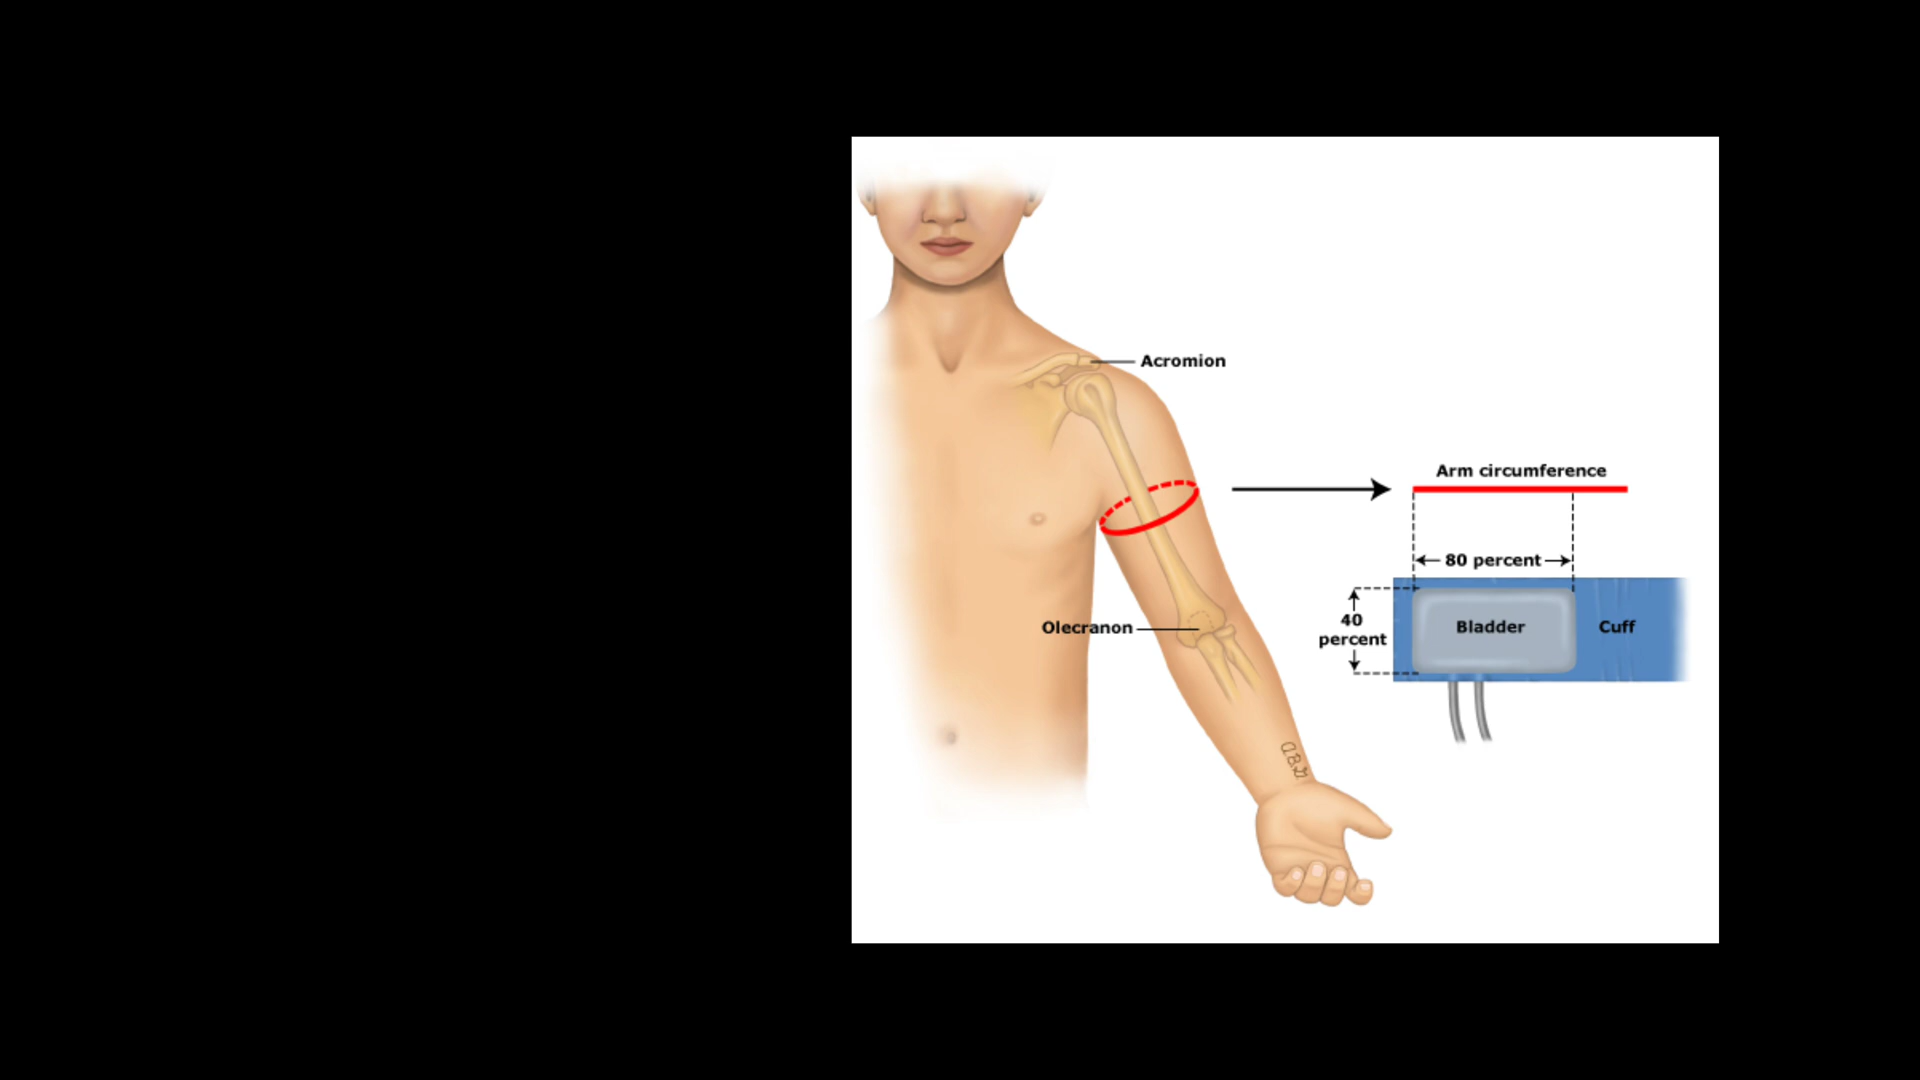 Acromion
Arm circumference
80 percent
40
percent
Bladder
Cuff
Olecranon